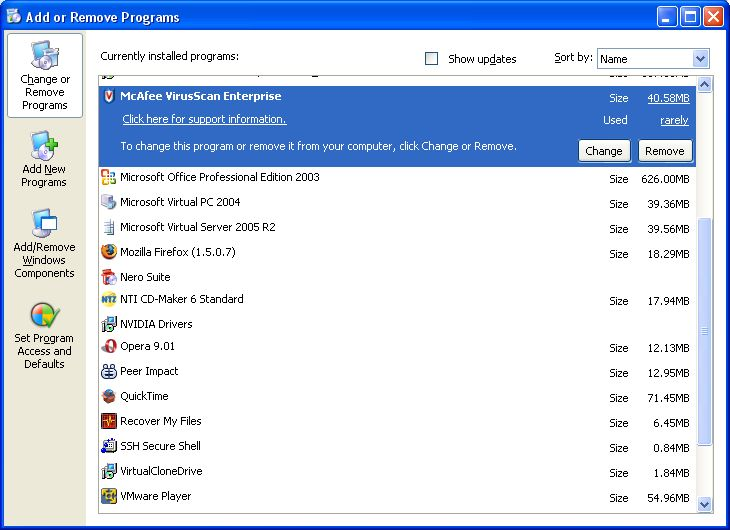 Add or Remove Programs
Change or
Remove
Programs
Add New
Programs
Add/Remove
Windows
Components
Set Program
Access and
Defaults
Currently installed programs:
Show updates
Sort by: Name
McAfee VirusScan Enterprise Size 40.58MB
Click here for support information. Used rarely
To change this program or remove it from your computer, click Change or Remove. Change Remove
Microsoft Office Professional Edition 2003 Size 626.00MB
Microsoft Virtual PC 2004 Size 39.36MB
Microsoft Virtual Server 2005 R2 Size 39.56MB
Mozilla Firefox (1.5.0.7) Size 18.29MB
Nero Suite
NTI CD-Maker 6 Standard Size 17.94MB
NVIDIA Drivers
Opera 9.01 Size 12.13MB
Peer Impact Size 12.95MB
QuickTime Size 71.45MB
Recover My Files Size 6.45MB
SSH Secure Shell Size 0.84MB
VirtualCloneDrive Size 1.84MB
VMware Player Size 54.96MB